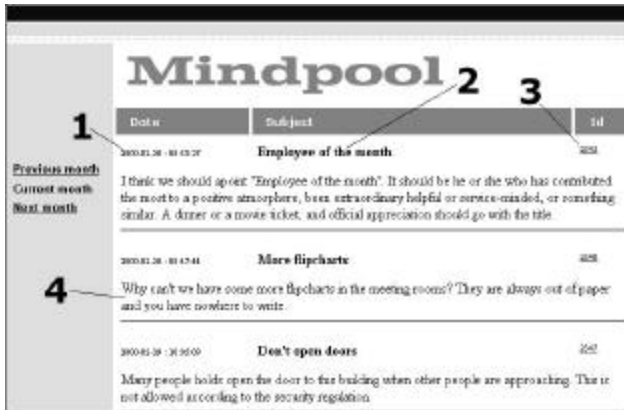 Mindpool
1
2
3
Date Subject Id
Employee of the month
Previous month
Current month
Next month
I think we should apoint "Employee of the month". It should be he or she who has contributed
the most to a positive atmosphere, been extraordinary helpful or service-minded, or something
similar. A dinner or a movie ticket, and official appreciation should go with the title.
More flipcharts
4
Why can't we have some more flipcharts in the meeting rooms? They are always out of paper
and you have nowhere to write.
Don't open doors
Many people holds open the door to this building when other people are approaching. This is
not allowed according to the security regulation